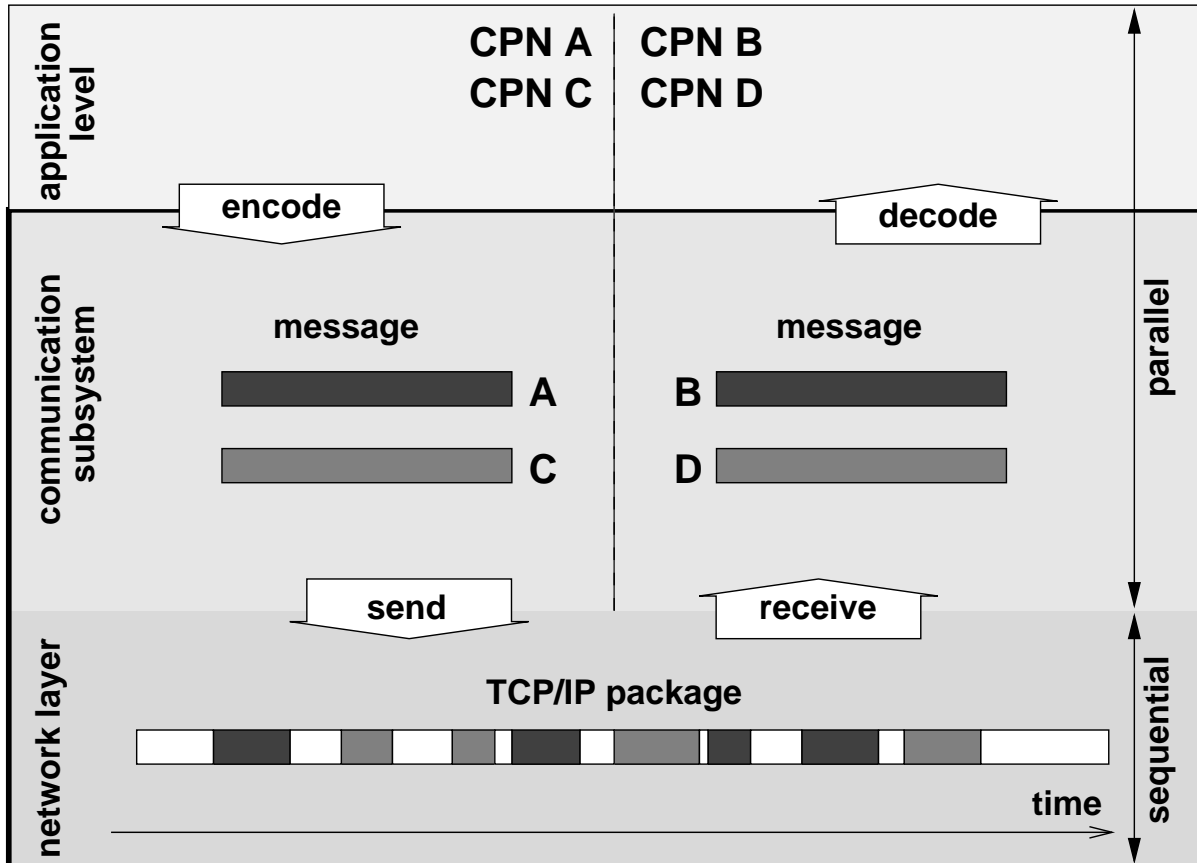 application
level
CPN A
CPN B
CPN C
CPN D
encode
decode
communication
subsystem
message
message
A
B
C
D
parallel
send
receive
network layer
TCP/IP package
time
sequential